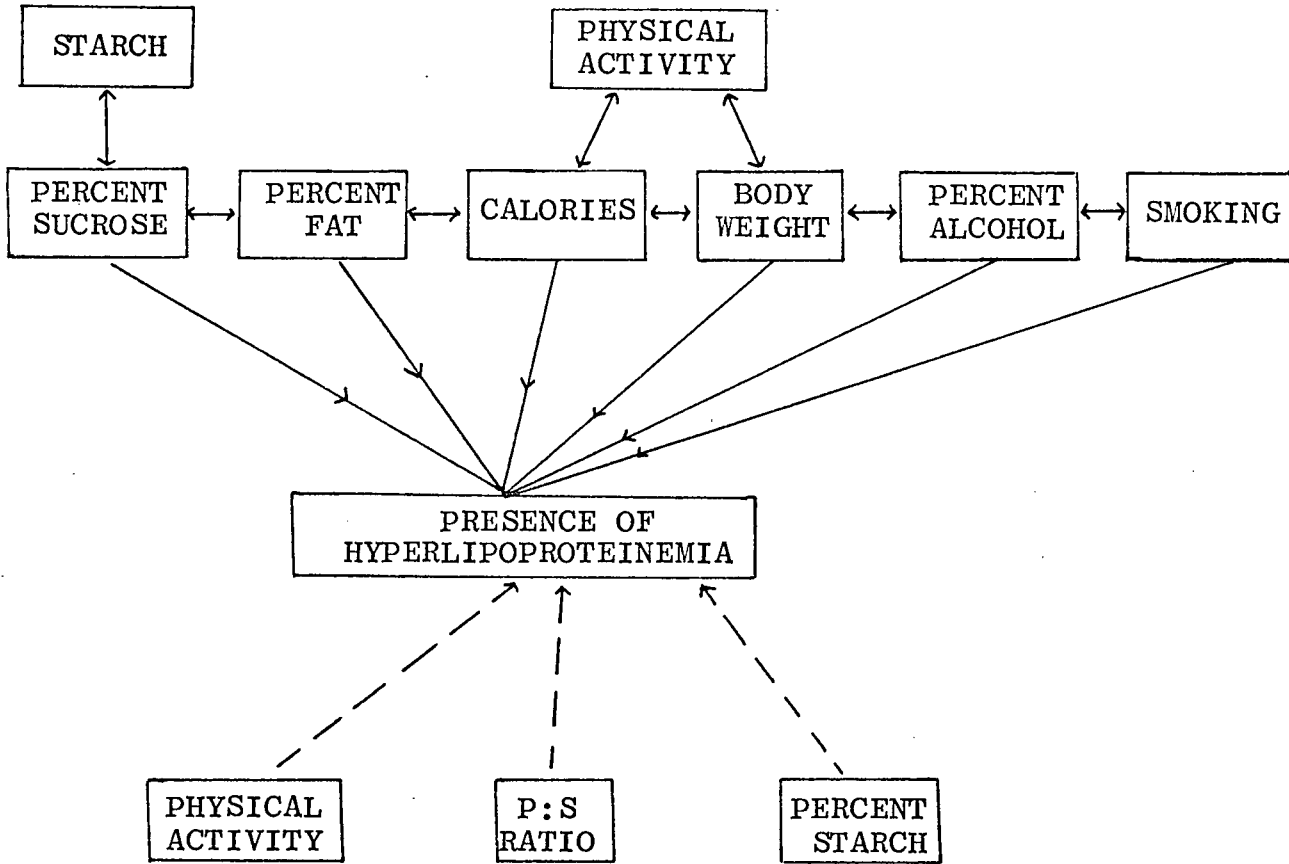 STARCH
PHYSICAL
ACTIVITY
PERCENT
SUCROSE
PERCENT
FAT
CALORIES
BODY
WEIGHT
PERCENT
ALCOHOL
SMOKING
PRESENCE OF
HYPERLIPOPROTEINEMIA
PHYSICAL
ACTIVITY
P:S
RATIO
PERCENT
STARCH